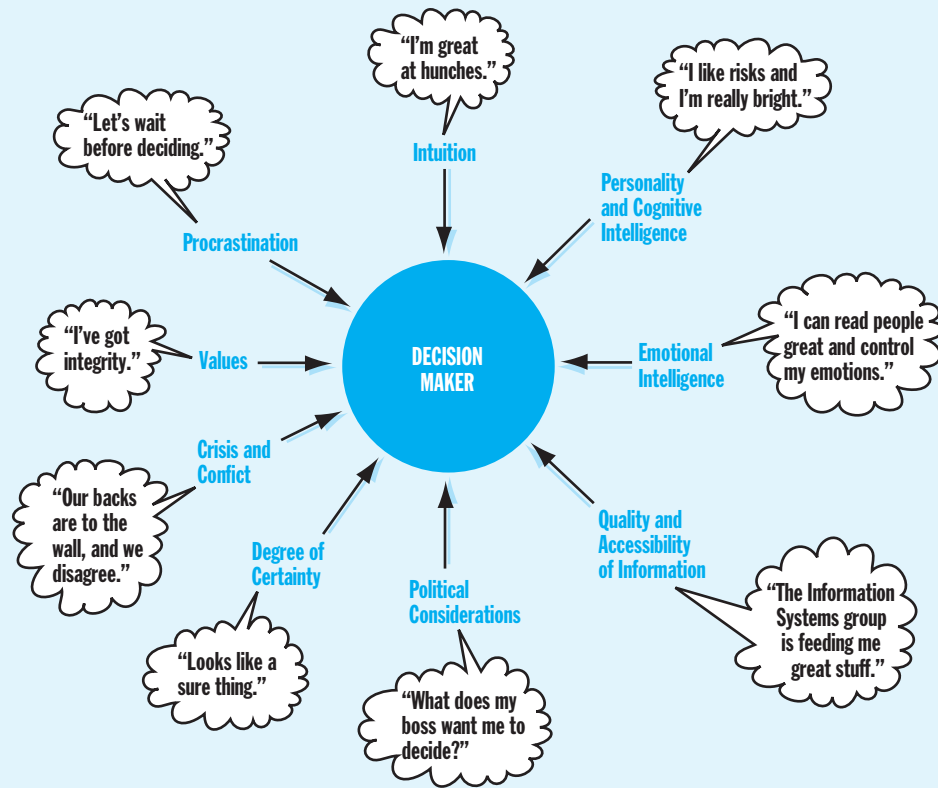 “I’m great
at hunches.”
Intuition
“I like risks and
I’m really bright.”
Personality
and Cognitive
Intelligence
“I can read people
great and control
my emotions.”
Emotional
Intelligence
“The Information
Systems group
is feeding me
great stuff.”
Quality and
Accessibility
of Information
“What does my
boss want me to
decide?”
Political
Considerations
“Looks like a
sure thing.”
Degree of
Certainty
“Our backs
are to the
wall, and we
disagree.”
Crisis and
Confict
“I’ve got
integrity.”
Values
“Let’s wait
before deciding.”
Procrastination
DECISION
MAKER